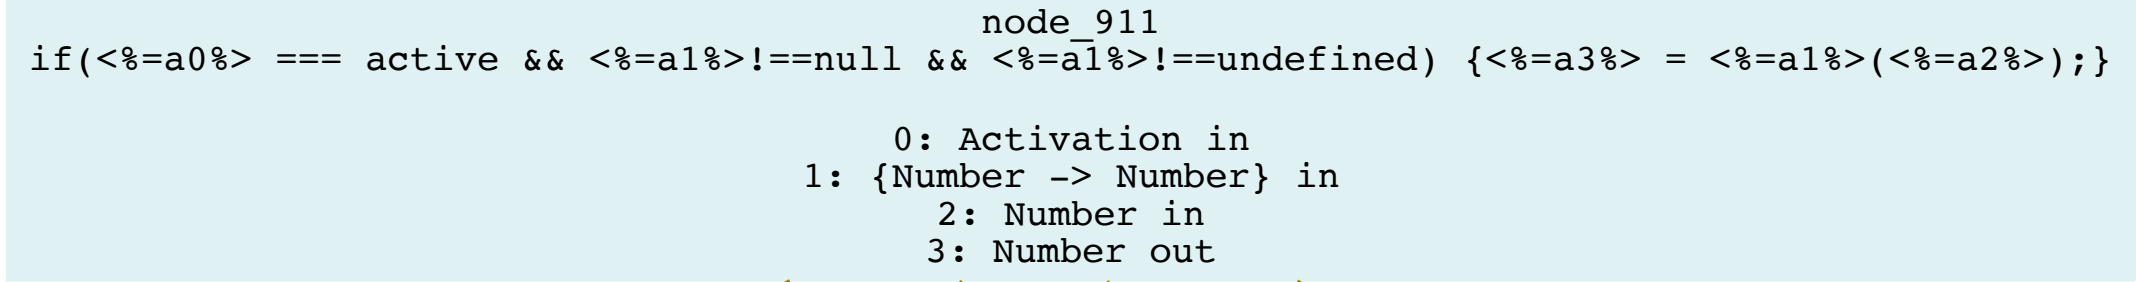 node_911
if(<%=a0%> === active && <%=a1%>!==null && <%=a1%>!==undefined) {<%=a3%> = <%=a1%>(<%=a2%>);}
0: Activation in
1: {Number -> Number} in
2: Number in
3: Number out